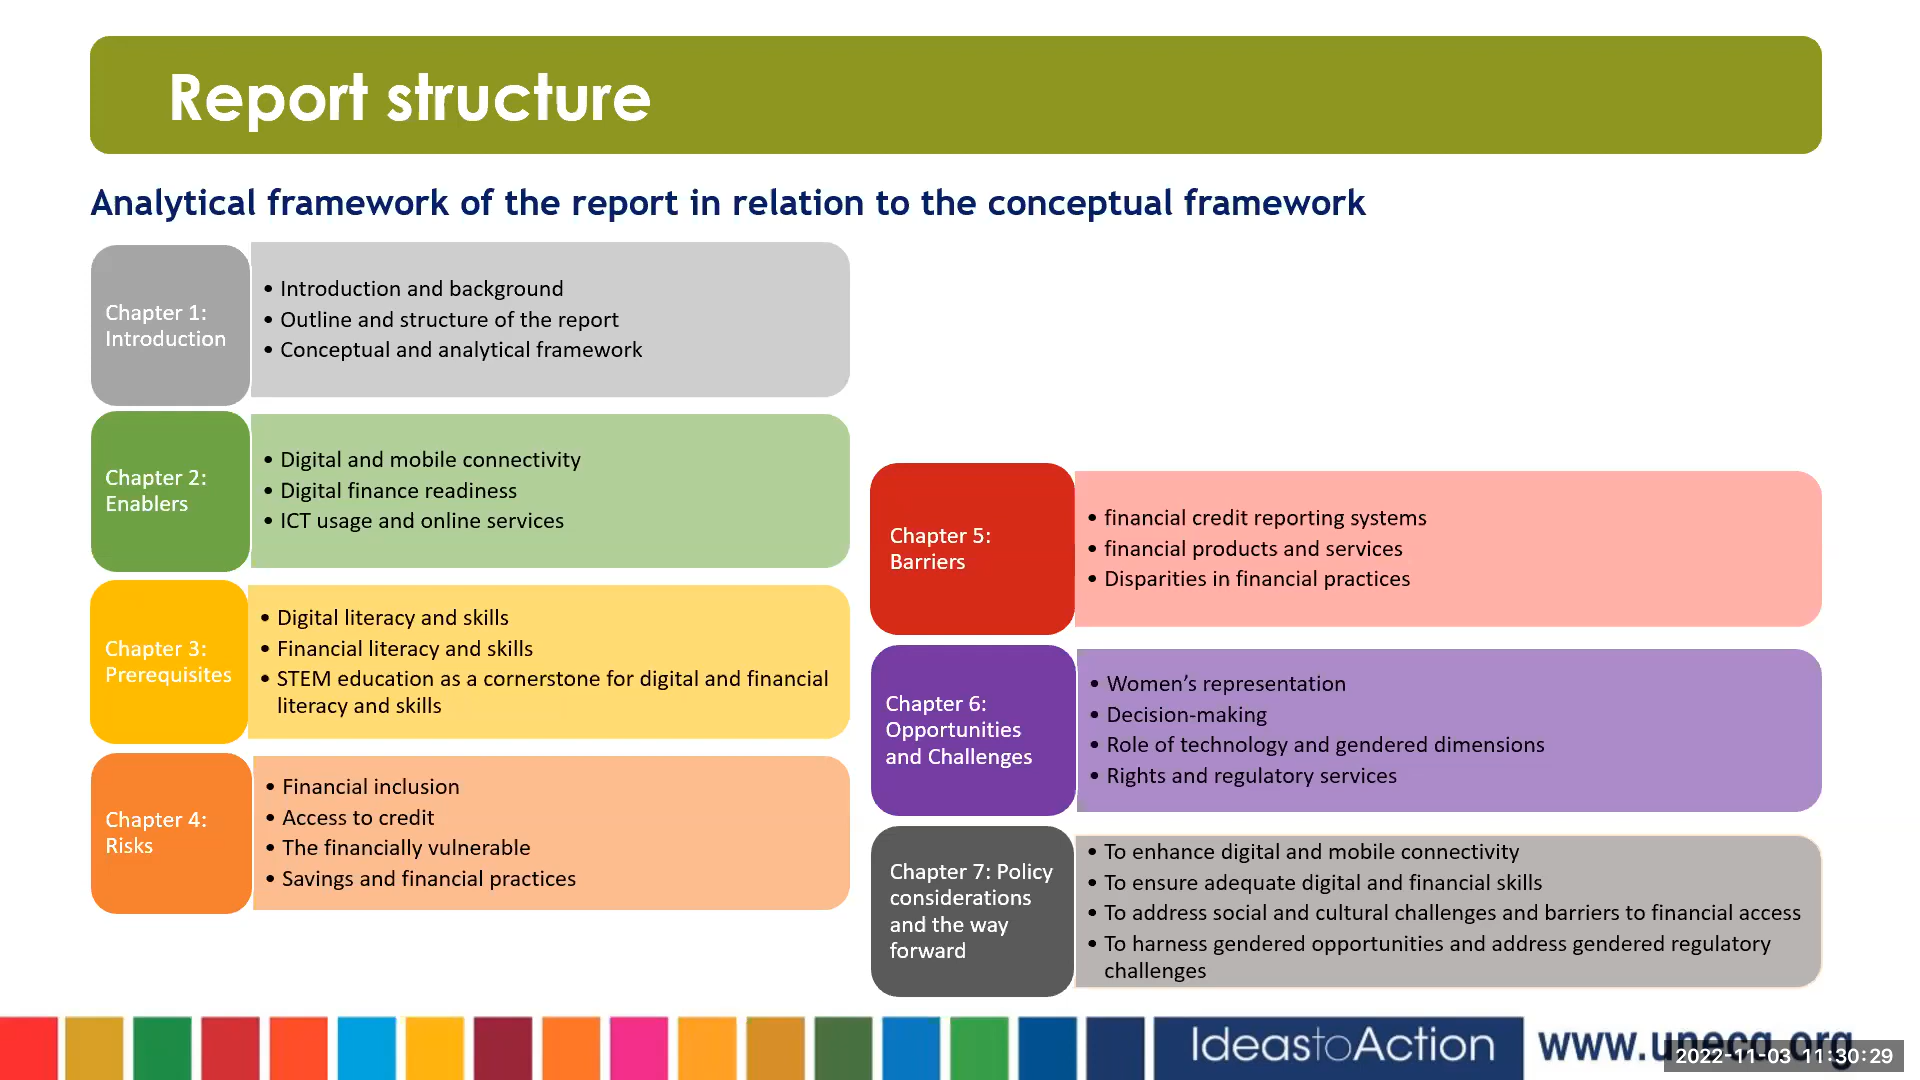 Report structure
Analytical framework of the report in relation to the conceptual framework
Chapter 1:
Introduction
• Introduction and background
• Outline and structure of the report
• Conceptual and analytical framework
Chapter 2:
Enablers
• Digital and mobile connectivity
• Digital finance readiness
• ICT usage and online services
Chapter 3:
Prerequisites
• Digital literacy and skills
• Financial literacy and skills
• STEM education as a cornerstone for digital and financial
literacy and skills
Chapter 4:
Risks
• Financial inclusion
• Access to credit
• The financially vulnerable
• Savings and financial practices
Chapter 5:
Barriers
• financial credit reporting systems
• financial products and services
• Disparities in financial practices
Chapter 6:
Opportunities
and Challenges
• Women’s representation
• Decision-making
• Role of technology and gendered dimensions
• Rights and regulatory services
Chapter 7: Policy
considerations
and the way
forward
• To enhance digital and mobile connectivity
• To ensure adequate digital and financial skills
• To address social and cultural challenges and barriers to financial access
• To harness gendered opportunities and address gendered regulatory
challenges
IdeastoAction
www.uneca.org
2022-11-03 11:30:29